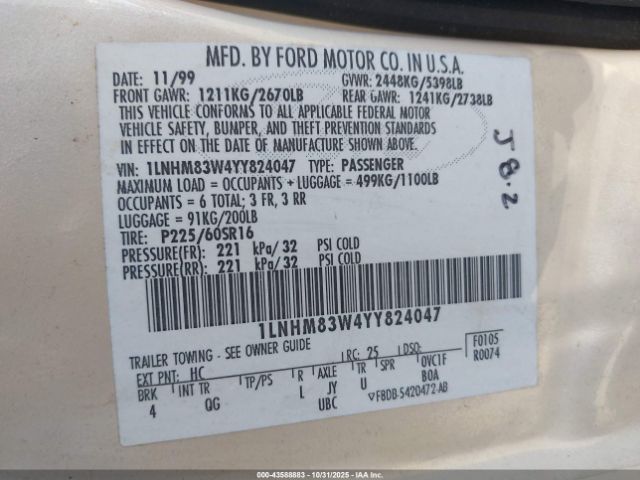 MFD. BY FORD MOTOR CO. IN U.S.A.
DATE: 11/99 GVWR: 2448KG/5398LB
FRONT GAWR: 1211KG/2670LB REAR GAWR: 1241KG/2738LB
THIS VEHICLE CONFORMS TO ALL APPLICABLE FEDERAL MOTOR
VEHICLE SAFETY, BUMPER, AND THEFT PREVENTION STANDARDS
IN EFFECT ON THE DATE OF MANUFACTURE SHOWN ABOVE.
VIN: 1LNHM83W4YY824047 TYPE: PASSENGER
MAXIMUM LOAD = OCCUPANTS + LUGGAGE = 499KG/1100LB
OCCUPANTS = 6 TOTAL; 3 FR, 3 RR
LUGGAGE = 91KG/200LB
TIRE: P225/60SR16
PRESSURE(FR) = 221 kPa/32 PSI COLD
PRESSURE(RR) = 221 kPa/32 PSI COLD
J8.2
1LNHM83W4YY824047
TRAILER TOWING - SEE OWNER GUIDE
EXT PNT: HC RC: 25 DSO: F0105
R0074
BRK INT TR TP/PS R AXLE TR SPR 0VC1F
4 QG L JY U B0A
UBC ▽F8DB-5420472-AB
000-43588883 - 10/31/2025 - IAAI.com